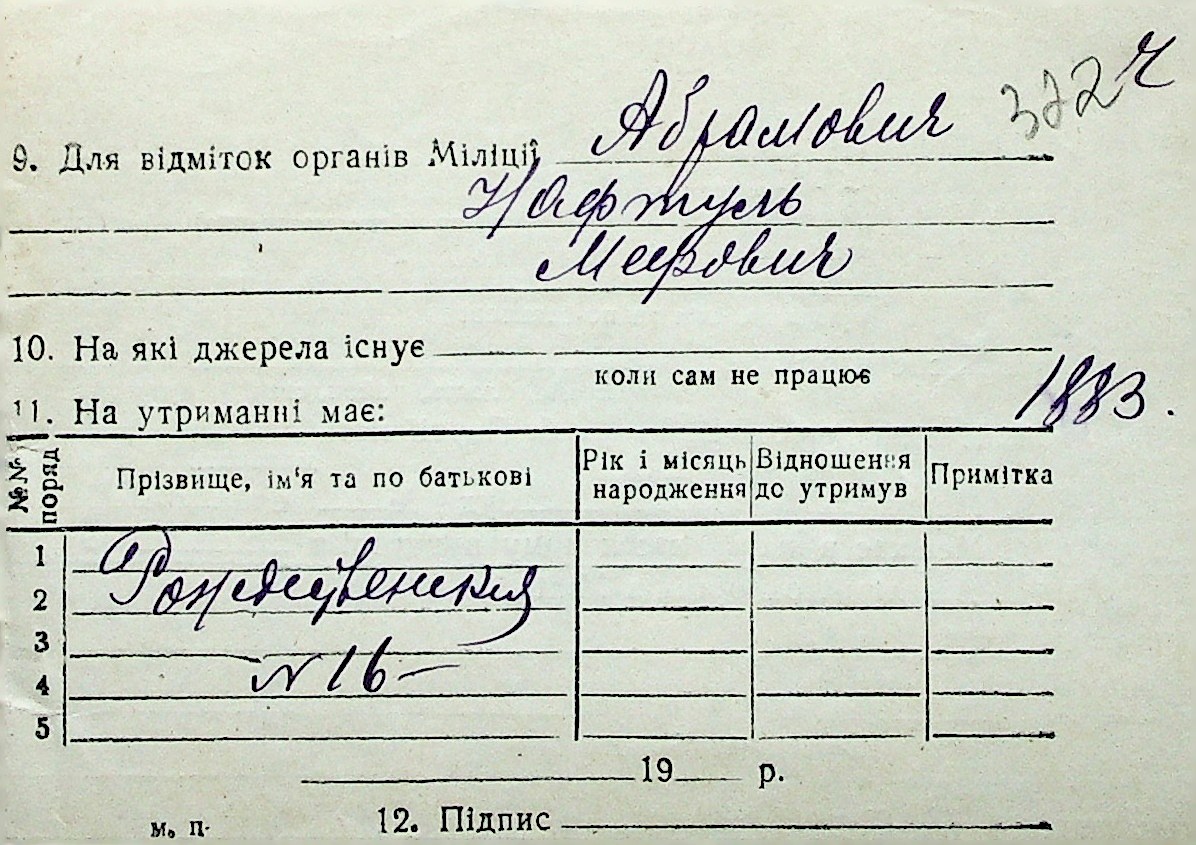 Абрамович
9. Для відміток органів Міліції
Нафтуль
Меерович
10. На які джерела існує
коли сам не працює
1883.
11. На утриманні має:
№№ поряд Прізвище, ім'я та по батькові Рік і місяць народження Відношення до утримув Примітка
1
Рождественская
2
3
N 16
4
5
19 р.
м. п. 12. Підпис